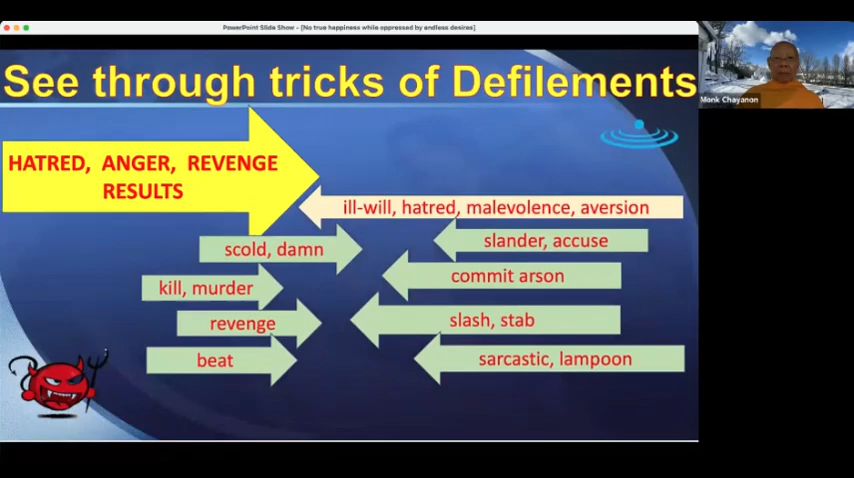 PowerPoint Slide Show - [No true happiness while oppressed by endless desires]
See through tricks of Defilements
Monk Chayanon
HATRED, ANGER, REVENGE
RESULTS
ill-will, hatred, malevolence, aversion
scold, damn
slander, accuse
kill, murder
commit arson
revenge
slash, stab
beat
sarcastic, lampoon